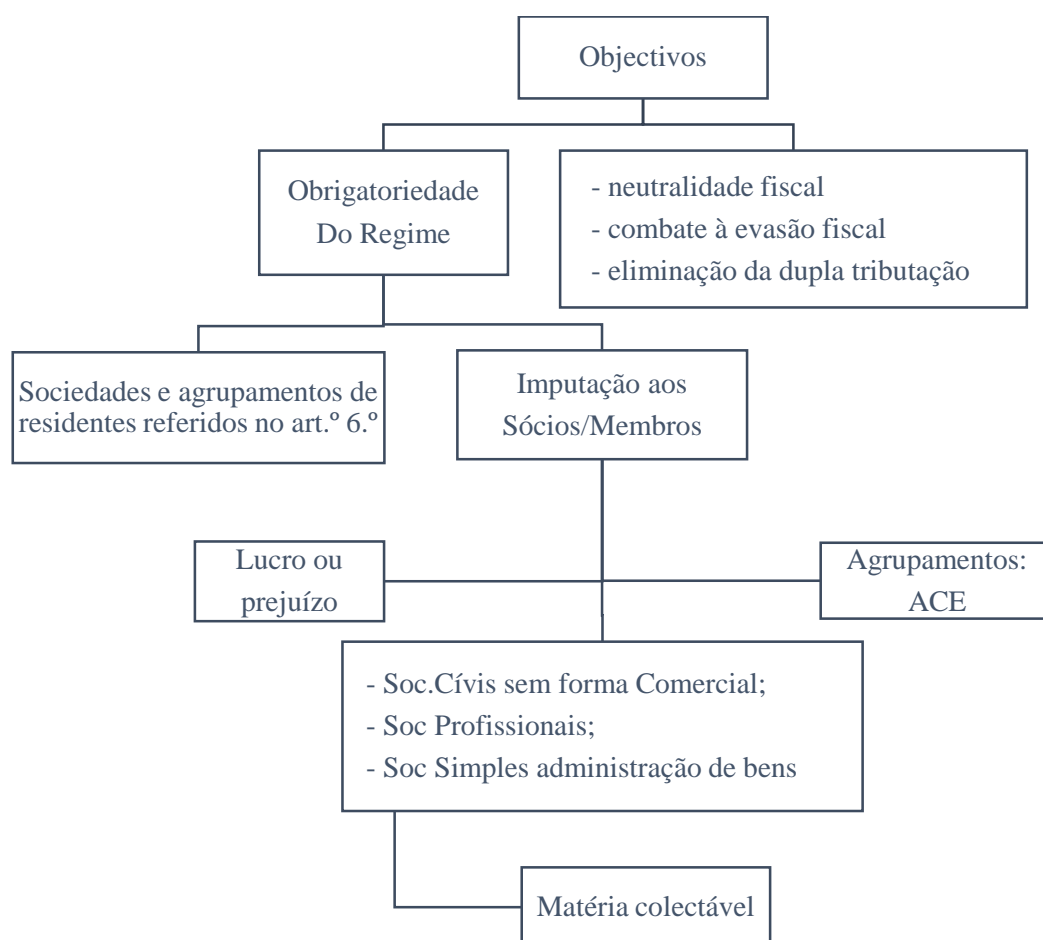 Objectivos
Obrigatoriedade
Do Regime
- neutralidade fiscal
- combate à evasão fiscal
- eliminação da dupla tributação
Sociedades e agrupamentos de
residentes referidos no art.º 6.º
Imputação aos
Sócios/Membros
Lucro ou
prejuízo
Agrupamentos:
ACE
- Soc.Cívis sem forma Comercial;
- Soc Profissionais;
- Soc Simples administração de bens
Matéria colectável